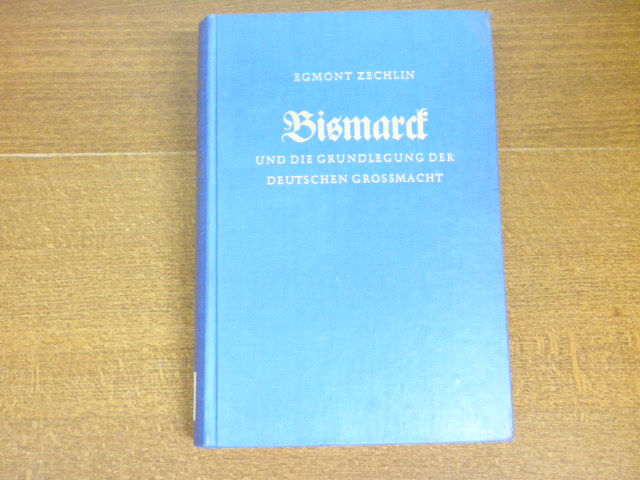 EGMONT ZECHLIN
Bismarck
UND DIE GRUNDLEGUNG DER
DEUTSCHEN GROSSMACHT